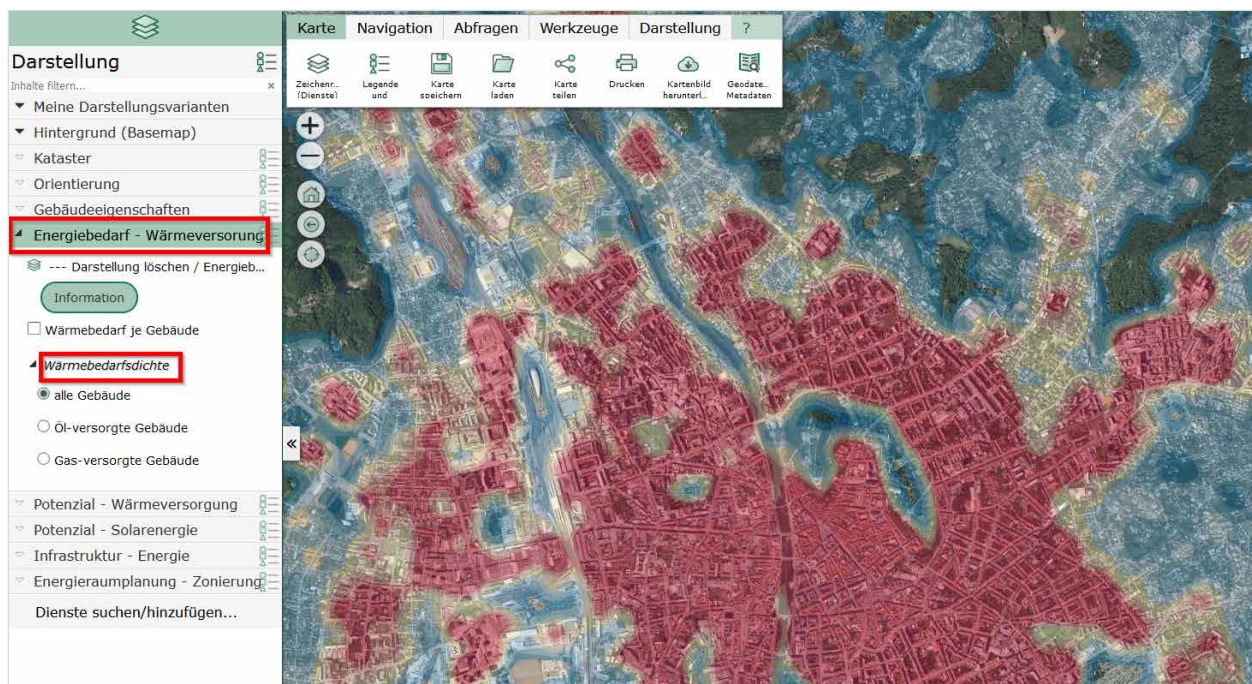 Darstellung
Inhalte filtern... ×
Meine Darstellungsvarianten
Hintergrund (Basemap)
Kataster
Orientierung
Gebäudeeigenschaften
Energiebedarf - Wärmeversorung
--- Darstellung löschen / Energieb...
Information
Wärmebedarf je Gebäude
Wärmebedarfsdichte
alle Gebäude
Öl-versorgte Gebäude
Gas-versorgte Gebäude
Potenzial - Wärmeversorgung
Potenzial - Solarenergie
Infrastruktur - Energie
Energieraumplanung - Zonierung
Dienste suchen/hinzufügen...
Karte Navigation Abfragen Werkzeuge Darstellung ?
Zeichenr... Legende Karte Karte Karte Drucken Kartenbild Geodate...
(Dienste) und speichern laden teilen herunterl... Metadaten
+
−
«